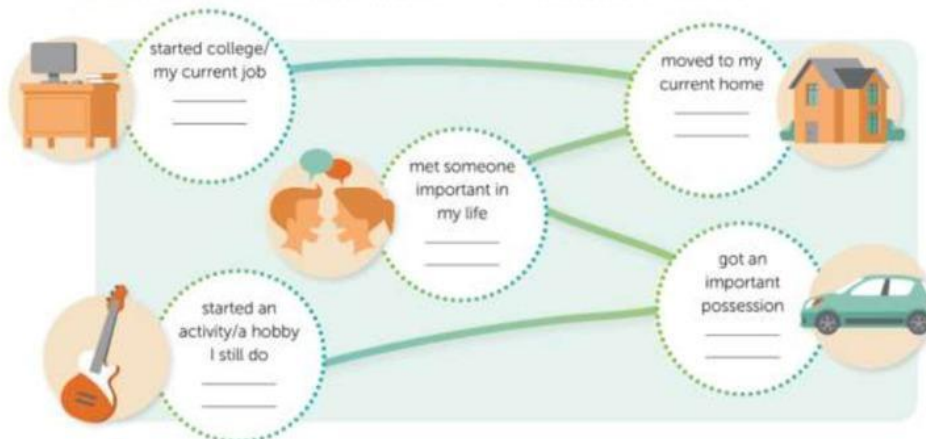 started college/
my current job
moved to my
current home
met someone
important in
my life
got an
important
possession
started an
activity/a hobby
I still do